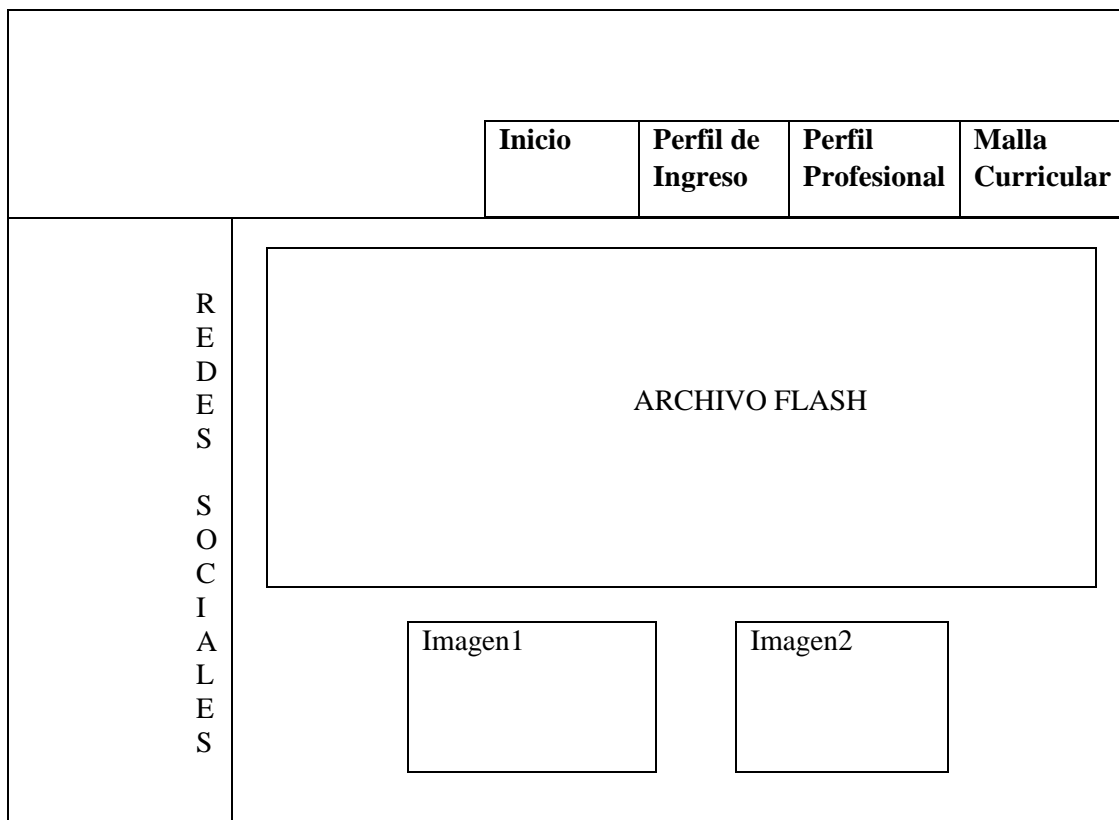 Inicio
Perfil de
Ingreso
Perfil
Profesional
Malla
Curricular
R
E
D
E
S
S
O
C
I
A
L
E
S
ARCHIVO FLASH
Imagen1
Imagen2